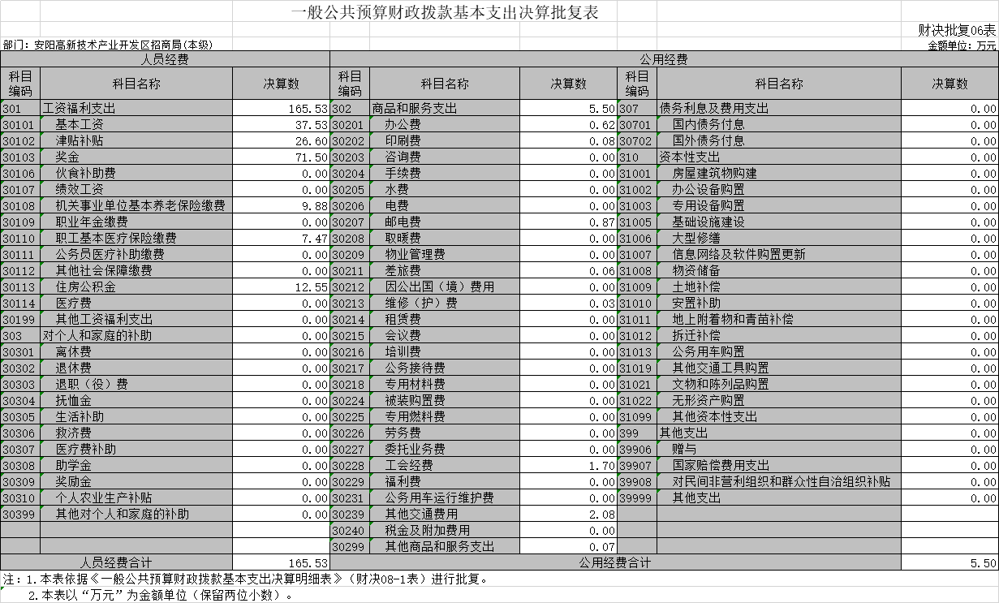 一般公共预算财政拨款基本支出决算批复表
财决批复06表
部门：安阳高新技术产业开发区招商局(本级)	金额单位：万元
人员经费	公用经费
科目编码	科目名称	决算数	科目编码	科目名称	决算数	科目编码	科目名称	决算数
301	工资福利支出	165.53	302	商品和服务支出	5.50	307	债务利息及费用支出	0.00
30101	基本工资	37.53	30201	办公费	0.62	30701	国内债务付息	0.00
30102	津贴补贴	26.60	30202	印刷费	0.08	30702	国外债务付息	0.00
30103	奖金	71.50	30203	咨询费	0.00	310	资本性支出	0.00
30106	伙食补助费	0.00	30204	手续费	0.00	31001	房屋建筑物购建	0.00
30107	绩效工资	0.00	30205	水费	0.00	31002	办公设备购置	0.00
30108	机关事业单位基本养老保险缴费	9.88	30206	电费	0.00	31003	专用设备购置	0.00
30109	职业年金缴费	0.00	30207	邮电费	0.87	31005	基础设施建设	0.00
30110	职工基本医疗保险缴费	7.47	30208	取暖费	0.00	31006	大型修缮	0.00
30111	公务员医疗补助缴费	0.00	30209	物业管理费	0.00	31007	信息网络及软件购置更新	0.00
30112	其他社会保障缴费	0.00	30211	差旅费	0.06	31008	物资储备	0.00
30113	住房公积金	12.55	30212	因公出国（境）费用	0.00	31009	土地补偿	0.00
30114	医疗费	0.00	30213	维修（护）费	0.03	31010	安置补助	0.00
30199	其他工资福利支出	0.00	30214	租赁费	0.00	31011	地上附着物和青苗补偿	0.00
303	对个人和家庭的补助	0.00	30215	会议费	0.00	31012	拆迁补偿	0.00
30301	离休费	0.00	30216	培训费	0.00	31013	公务用车购置	0.00
30302	退休费	0.00	30217	公务接待费	0.00	31019	其他交通工具购置	0.00
30303	退职（役）费	0.00	30218	专用材料费	0.00	31021	文物和陈列品购置	0.00
30304	抚恤金	0.00	30224	被装购置费	0.00	31022	无形资产购置	0.00
30305	生活补助	0.00	30225	专用燃料费	0.00	31099	其他资本性支出	0.00
30306	救济费	0.00	30226	劳务费	0.00	399	其他支出	0.00
30307	医疗费补助	0.00	30227	委托业务费	0.00	39906	赠与	0.00
30308	助学金	0.00	30228	工会经费	1.70	39907	国家赔偿费用支出	0.00
30309	奖励金	0.00	30229	福利费	0.00	39908	对民间非营利组织和群众性自治组织补贴	0.00
30310	个人农业生产补贴	0.00	30231	公务用车运行维护费	0.00	39999	其他支出	0.00
30399	其他对个人和家庭的补助	0.00	30239	其他交通费用	2.08
30240	税金及附加费用	0.00
30299	其他商品和服务支出	0.07
人员经费合计	165.53	公用经费合计	5.50
注：1.本表依据《一般公共预算财政拨款基本支出决算明细表》（财决08-1表）进行批复。
2.本表以“万元”为金额单位（保留两位小数）。